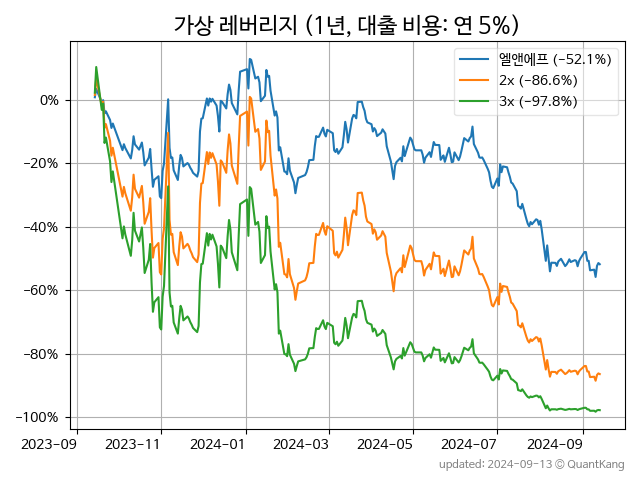 가상 레버리지 (1년, 대출 비용: 연 5%)
엘앤에프 (−52.1%)
2x (−86.6%)
3x (−97.8%)
0%
−20%
−40%
−60%
−80%
−100%
2023-09 2023-11 2024-01 2024-03 2024-05 2024-07 2024-09
updated: 2024-09-13 © QuantKang